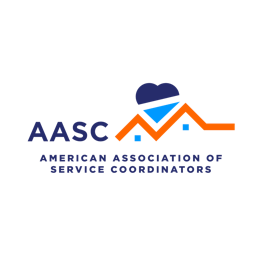 AASC
AMERICAN ASSOCIATION OF
SERVICE COORDINATORS